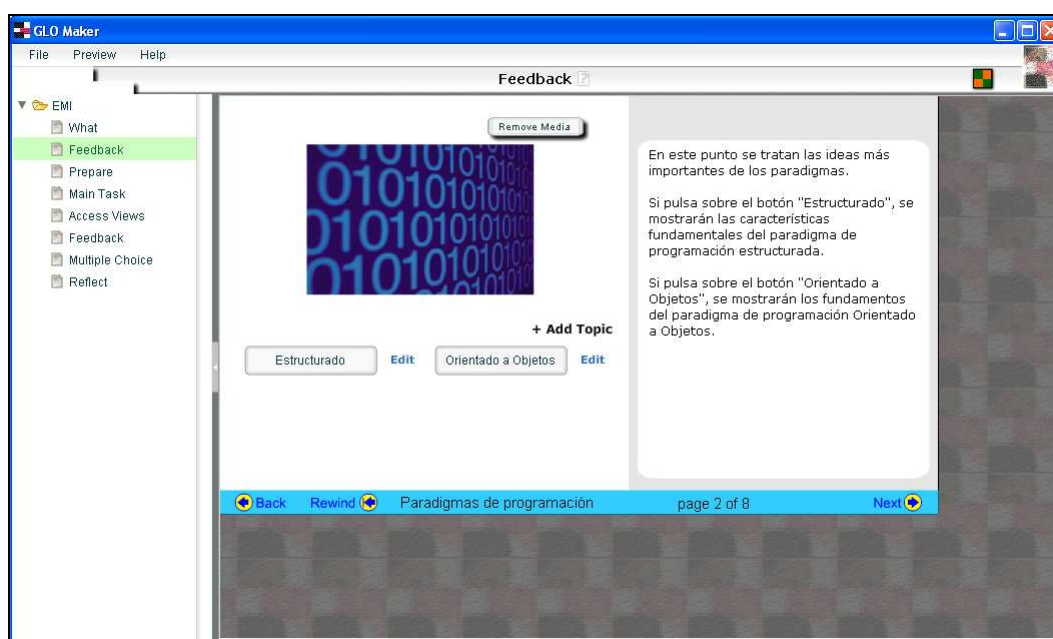 GLO Maker
File Preview Help
Feedback ?
EMI
What
Feedback
Prepare
Main Task
Access Views
Feedback
Multiple Choice
Reflect
Remove Media
01010101
0101010101
010101010
01010101010
+ Add Topic
Estructurado Edit Orientado a Objetos Edit
En este punto se tratan las ideas más
importantes de los paradigmas.
Si pulsa sobre el botón "Estructurado", se
mostrarán las características
fundamentales del paradigma de
programación estructurada.
Si pulsa sobre el botón "Orientado a
Objetos", se mostrarán los fundamentos
del paradigma de programación Orientado
a Objetos.
Back Rewind Paradigmas de programación page 2 of 8 Next